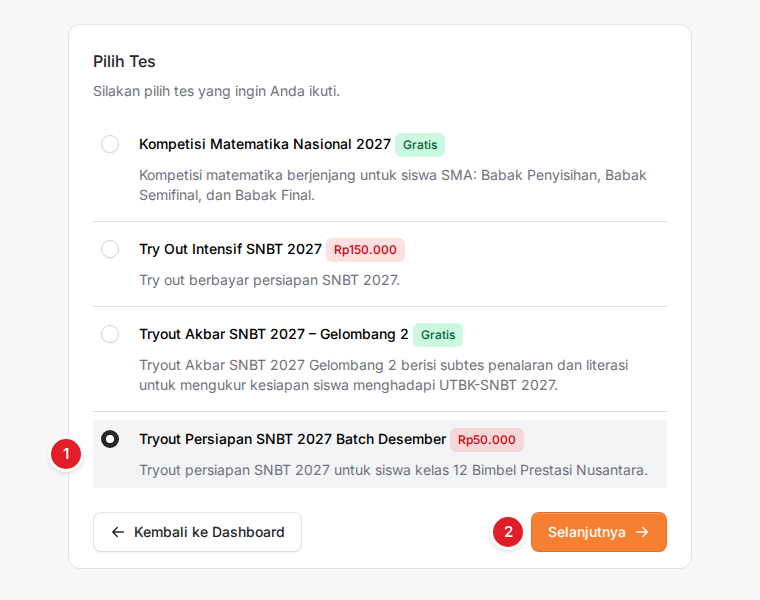 Pilih Tes
Silakan pilih tes yang ingin Anda ikuti.
Kompetisi Matematika Nasional 2027 Gratis
Kompetisi matematika berjenjang untuk siswa SMA: Babak Penyisihan, Babak
Semifinal, dan Babak Final.
Try Out Intensif SNBT 2027 Rp150.000
Try out berbayar persiapan SNBT 2027.
Tryout Akbar SNBT 2027 – Gelombang 2 Gratis
Tryout Akbar SNBT 2027 Gelombang 2 berisi subtes penalaran dan literasi
untuk mengukur kesiapan siswa menghadapi UTBK-SNBT 2027.
Tryout Persiapan SNBT 2027 Batch Desember Rp50.000
1
Tryout persiapan SNBT 2027 untuk siswa kelas 12 Bimbel Prestasi Nusantara.
← Kembali ke Dashboard 2 Selanjutnya →